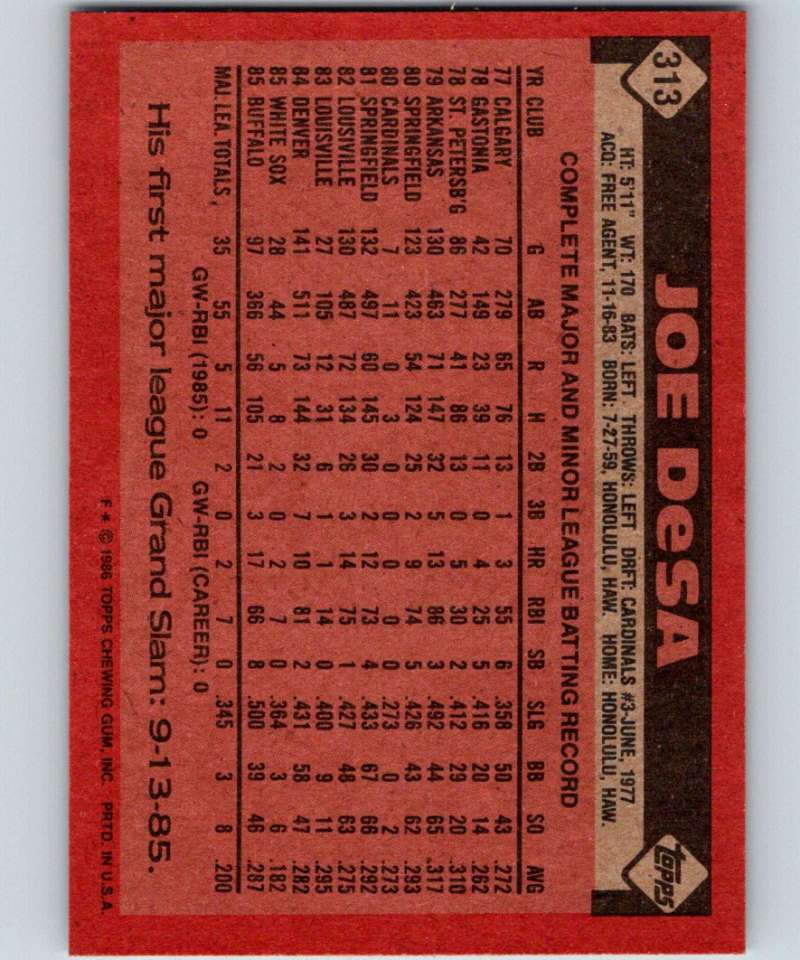 313
JOE DeSA
topps
HT: 5'11" WT: 170 BATS: LEFT THROWS: LEFT DRFT: CARDINALS #3-JUNE, 1977
ACQ: FREE AGENT, 11-16-83 BORN: 7-27-59, HONOLULU, HAW. HOME: HONOLULU, HAW.
COMPLETE MAJOR AND MINOR LEAGUE BATTING RECORD
YR CLUB G AB R H 2B 3B HR RBI SB SLG BB SO AVG
77 CALGARY 70 279 65 76 13 1 3 55 6 .358 50 43 .272
78 GASTONIA 42 149 23 39 11 0 4 25 5 .416 20 14 .262
78 ST. PETERSB'G 86 277 41 86 13 0 5 30 2 .412 29 20 .310
79 ARKANSAS 130 463 71 147 32 5 13 86 3 .492 44 65 .317
80 SPRINGFIELD 123 423 54 124 25 2 9 74 5 .426 43 62 .293
80 CARDINALS 7 11 0 3 0 0 0 0 0 .273 0 2 .273
81 SPRINGFIELD 132 497 60 145 30 2 12 73 4 .433 67 66 .292
82 LOUSIVILLE 130 487 72 134 26 3 14 75 1 .427 48 63 .275
83 LOUISVILLE 27 105 12 31 6 1 1 14 0 .400 9 11 .295
84 DENVER 141 511 73 144 32 7 10 81 2 .431 58 47 .282
85 WHITE SOX 28 44 5 8 2 0 2 7 0 .364 3 6 .182
85 BUFFALO 97 366 56 105 21 3 17 66 8 .500 39 46 .287
MAJ. LEA. TOTALS 35 55 5 11 2 0 2 7 0 .345 3 8 .200
GW-RBI (1985): 0 GW-RBI (CAREER): 0
His first major league Grand Slam: 9-13-85.
F* © 1986 TOPPS CHEWING GUM, INC. PRTD. IN U.S.A.